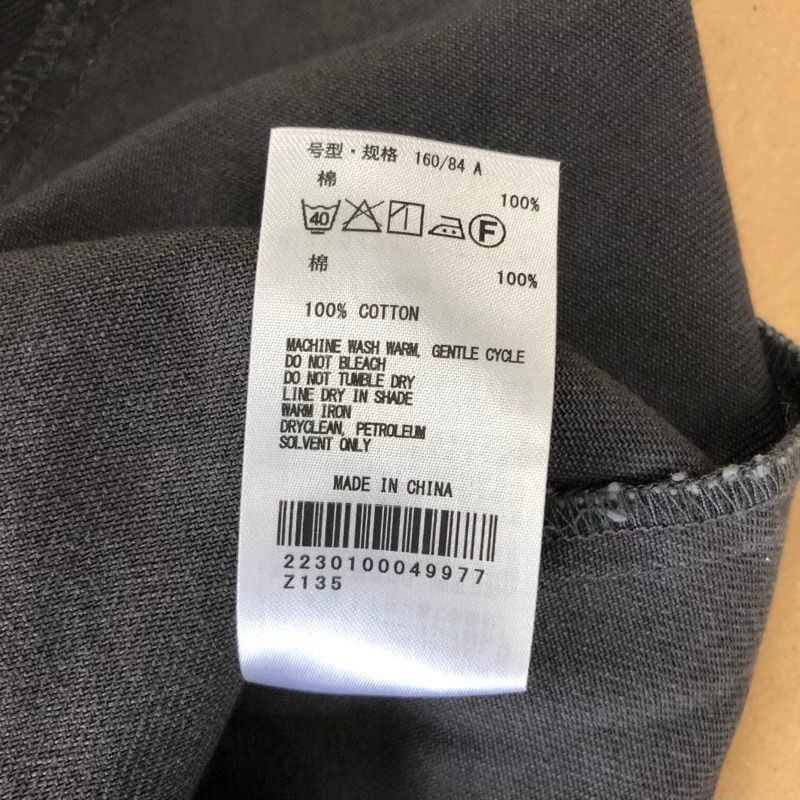 号型·规格 160/84 A
棉 100%
40 F
棉 100%
100% COTTON
MACHINE WASH WARM, GENTLE CYCLE
DO NOT BLEACH
DO NOT TUMBLE DRY
LINE DRY IN SHADE
WARM IRON
DRYCLEAN, PETROLEUM
SOLVENT ONLY
MADE IN CHINA
2230100049977
Z135